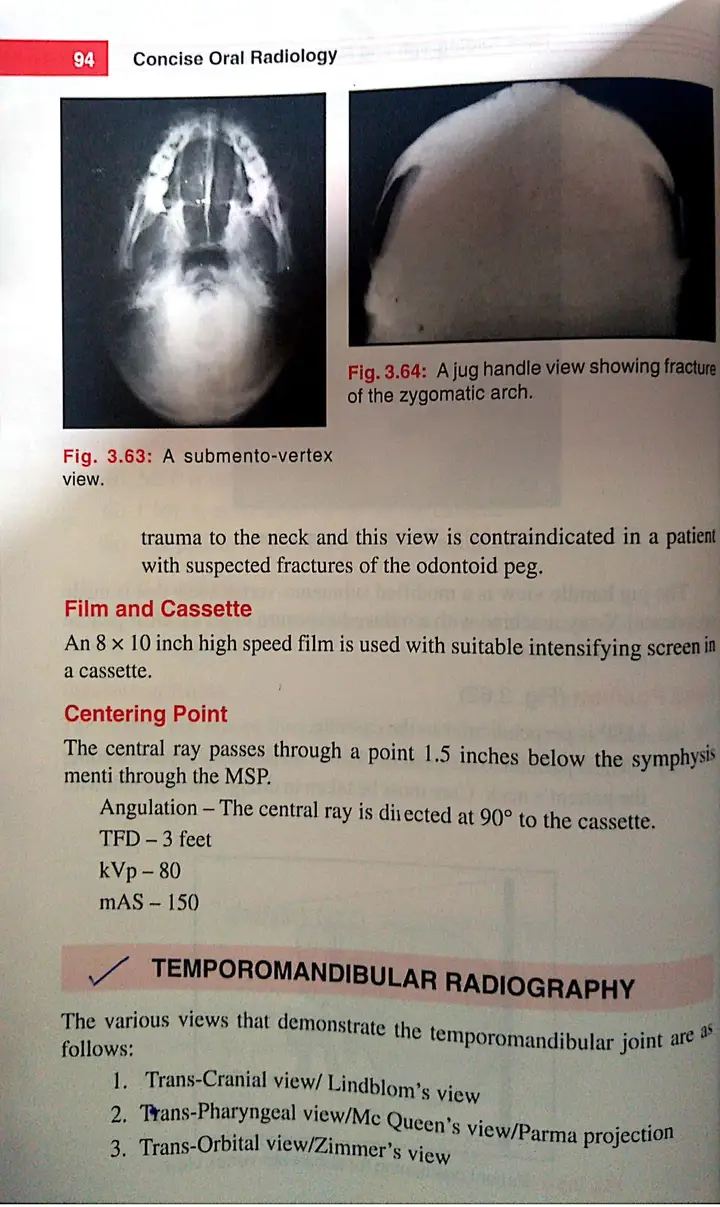 94 Concise Oral Radiology
Fig. 3.63: A submento-vertex
view.
Fig. 3.64: A jug handle view showing fracture
of the zygomatic arch.
trauma to the neck and this view is contraindicated in a patient
with suspected fractures of the odontoid peg.
Film and Cassette
An 8 × 10 inch high speed film is used with suitable intensifying screen in
a cassette.
Centering Point
The central ray passes through a point 1.5 inches below the symphysis
menti through the MSP.
Angulation – The central ray is directed at 90° to the cassette.
TFD – 3 feet
kVp – 80
mAS – 150
TEMPOROMANDIBULAR RADIOGRAPHY
The various views that demonstrate the temporomandibular joint are as
follows:
1. Trans-Cranial view/ Lindblom's view
2. Trans-Pharyngeal view/Mc Queen's view/Parma projection
3. Trans-Orbital view/Zimmer's view